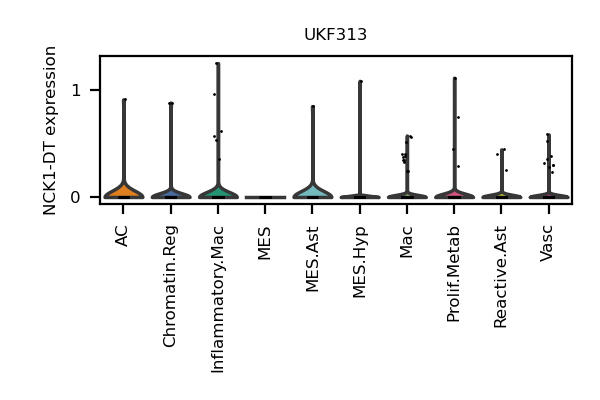 UKF313
NCK1-DT expression
1
0
AC
Chromatin.Reg
Inflammatory.Mac
MES
MES.Ast
MES.Hyp
Mac
Prolif.Metab
Reactive.Ast
Vasc